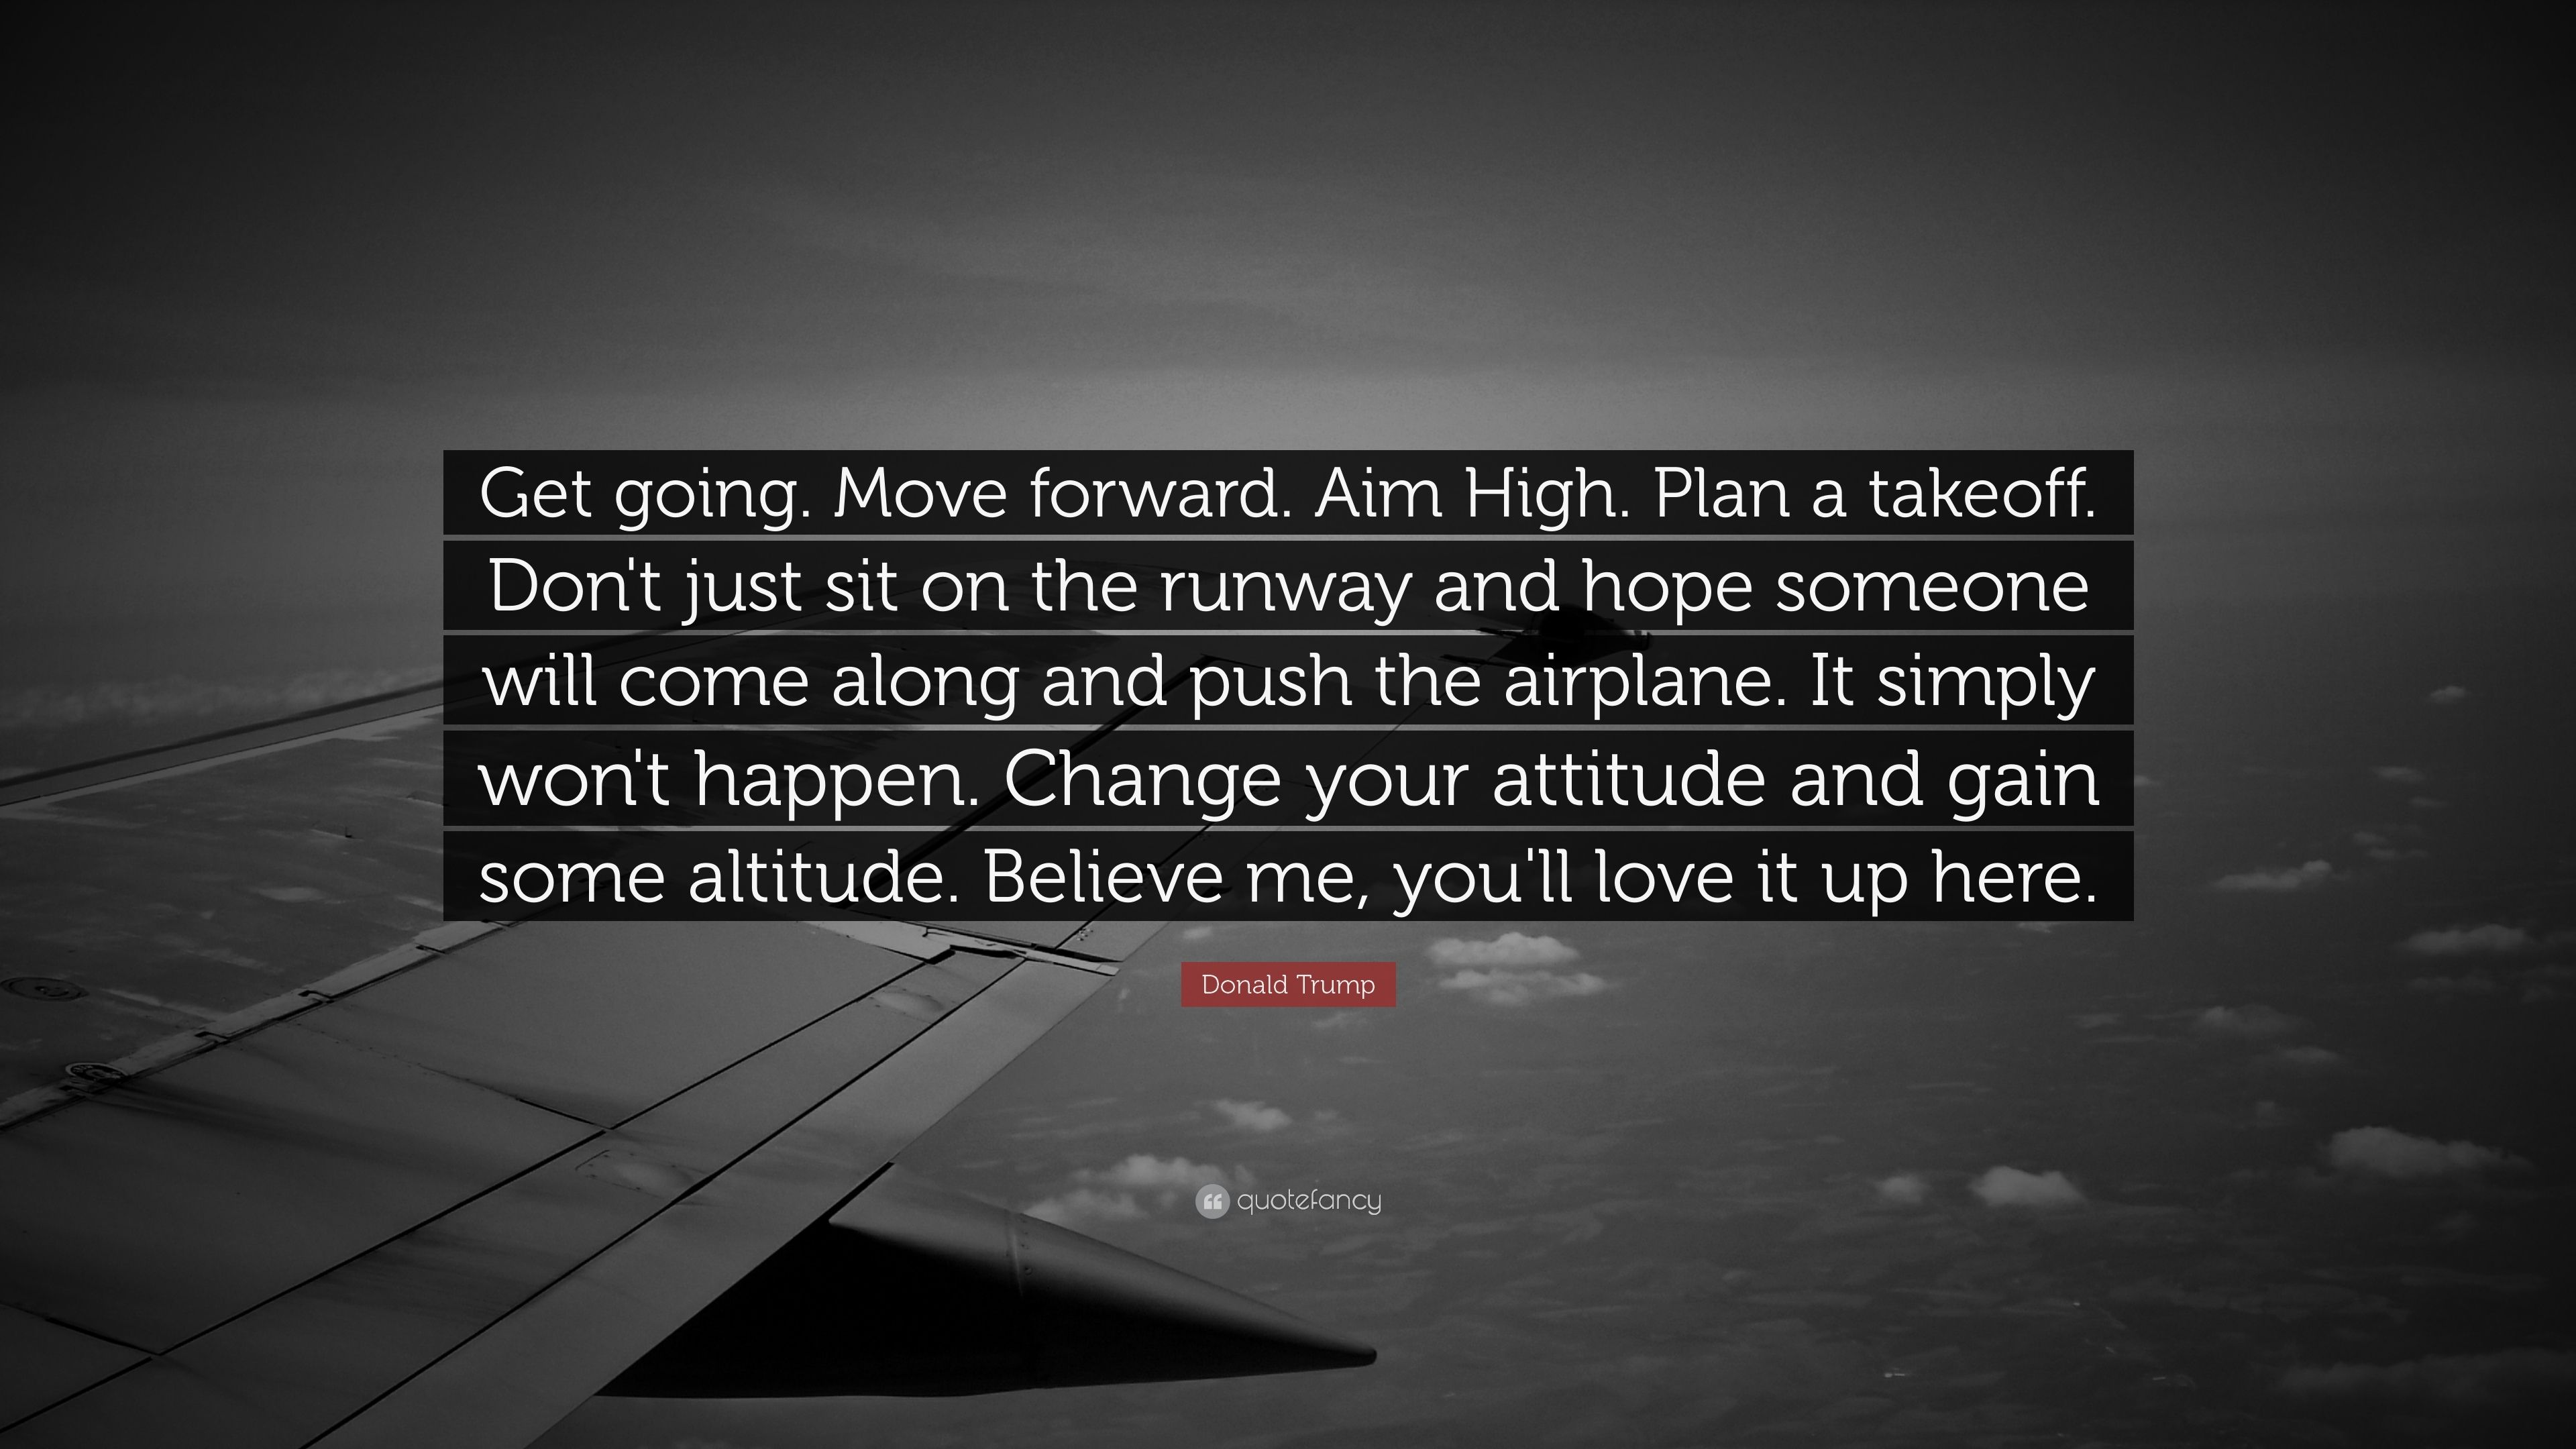 Get going. Move forward. Aim High. Plan a takeoff.
Don't just sit on the runway and hope someone
will come along and push the airplane. It simply
won't happen. Change your attitude and gain
some altitude. Believe me, you'll love it up here.
Donald Trump
quotefancy